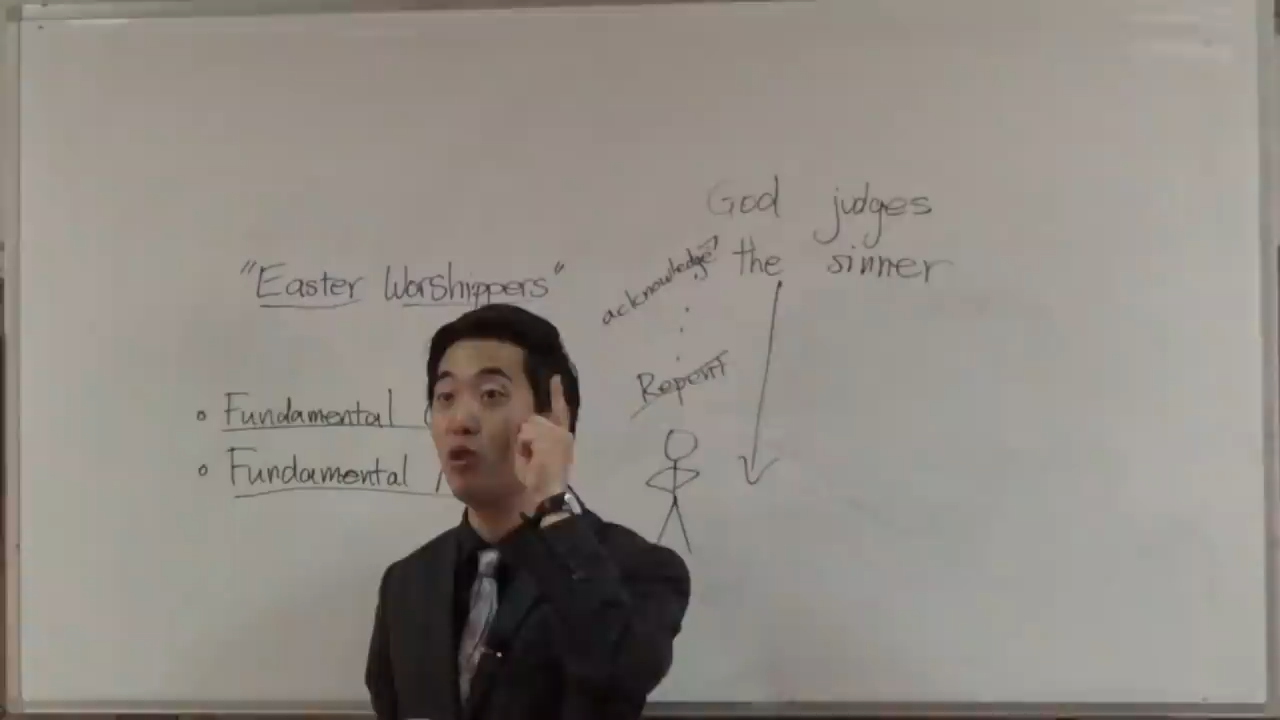 "Easter Worshippers"
• Fundamental
• Fundamental
God judges
the sinner
acknowledge
Repent